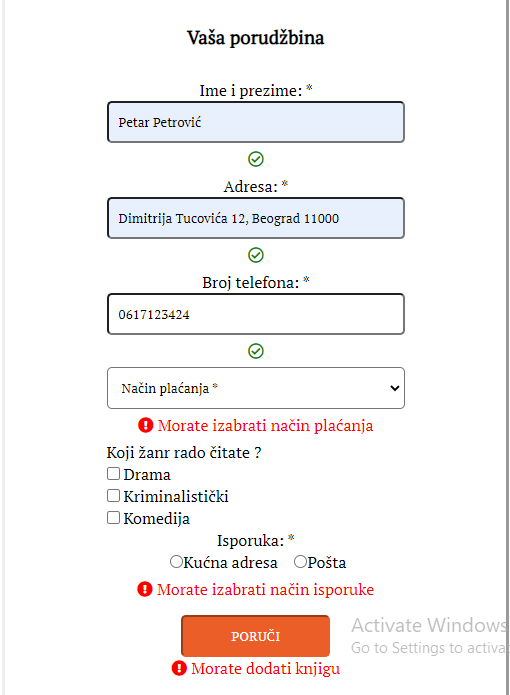 Vaša porudžbina
Ime i prezime: *
Petar Petrović
Adresa: *
Dimitrija Tucovića 12, Beograd 11000
Broj telefona: *
0617123424
Način plaćanja *
Morate izabrati način plaćanja
Koji žanr rado čitate ?
Drama
Kriminalistički
Komedija
Isporuka: *
Kućna adresa Pošta
Morate izabrati način isporuke
PORUČI
Morate dodati knjigu
Activate Windows
Go to Settings to activa